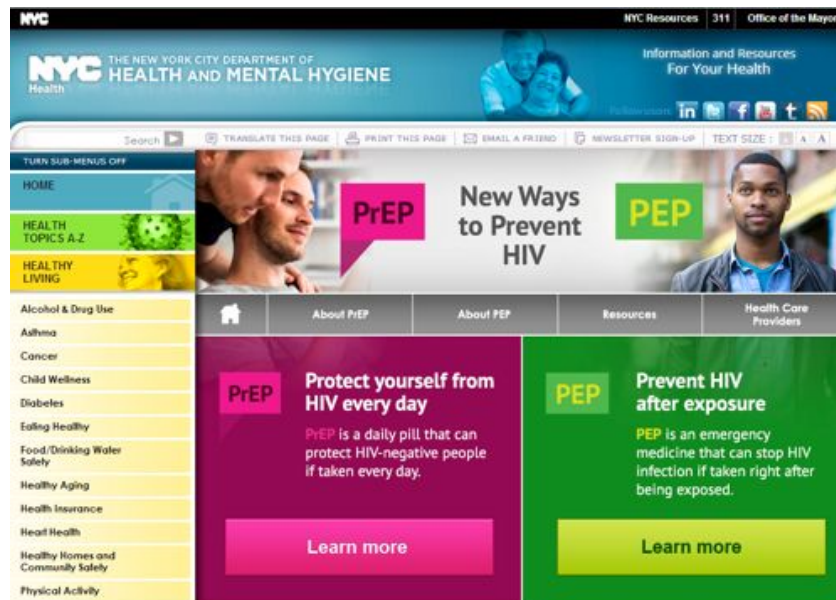 NYC
NYC Resources 311 Office of the Mayor
NYC
Health
THE NEW YORK CITY DEPARTMENT OF
HEALTH AND MENTAL HYGIENE
Information and Resources
For Your Health
Search
TRANSLATE THIS PAGE
PRINT THIS PAGE
EMAIL A FRIEND
NEWSLETTER SIGN-UP
TEXT SIZE : A A A
TURN SUB-MENUS OFF
HOME
HEALTH
TOPICS A-Z
HEALTHY
LIVING
Alcohol & Drug Use
Asthma
Cancer
Child Wellness
Diabetes
Eating Healthy
Food/Drinking Water
Safety
Healthy Aging
Health Insurance
Heart Health
Healthy Homes and
Community Safety
Physical Activity
PrEP
New Ways
to Prevent
HIV
PEP
About PrEP
About PEP
Resources
Health Care
Providers
PrEP
Protect yourself from
HIV every day
PrEP is a daily pill that can
protect HIV-negative people
if taken every day.
Learn more
PEP
Prevent HIV
after exposure
PEP is an emergency
medicine that can stop HIV
infection if taken right after
being exposed.
Learn more